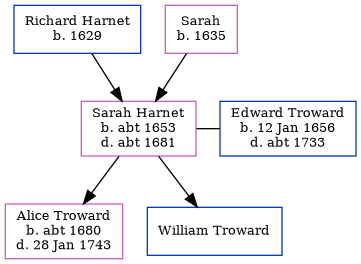 Richard Harnet
b. 1629
Sarah
b. 1635
Sarah Harnet
b. abt 1653
d. abt 1681
Edward Troward
b. 12 Jan 1656
d. abt 1733
Alice Troward
b. abt 1680
d. 28 Jan 1743
William Troward